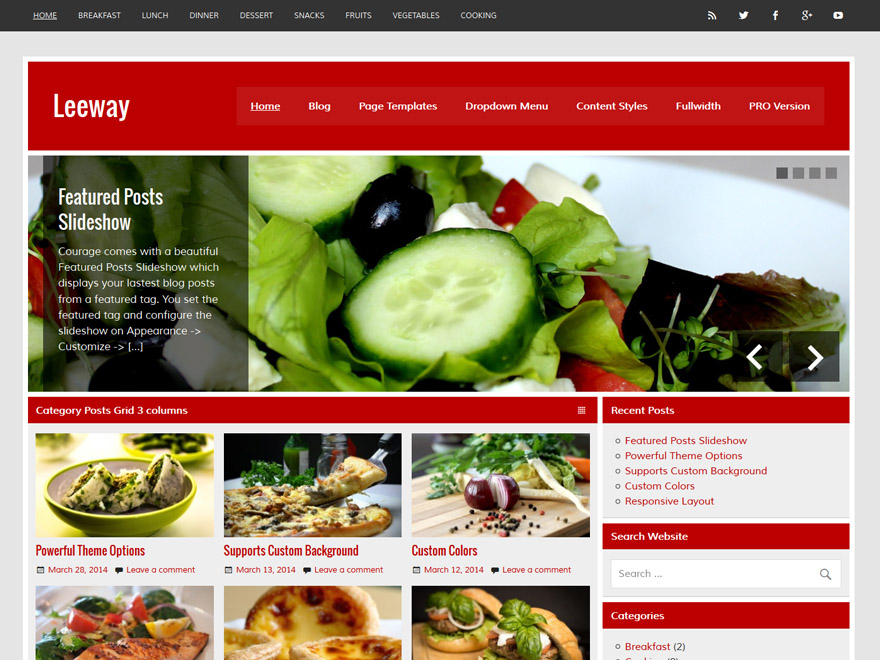 HOME BREAKFAST LUNCH DINNER DESSERT SNACKS FRUITS VEGETABLES COOKING
Leeway
Home Blog Page Templates Dropdown Menu Content Styles Fullwidth PRO Version
Featured Posts
Slideshow
Courage comes with a beautiful
Featured Posts Slideshow which
displays your lastest blog posts
from a featured tag. You set the
featured tag and configure the
slideshow on Appearance ->
Customize -> [...]
Category Posts Grid 3 columns
Powerful Theme Options
March 28, 2014 Leave a comment
Supports Custom Background
March 13, 2014 Leave a comment
Custom Colors
March 12, 2014 Leave a comment
Recent Posts
Featured Posts Slideshow
Powerful Theme Options
Supports Custom Background
Custom Colors
Responsive Layout
Search Website
Search ...
Categories
Breakfast (2)